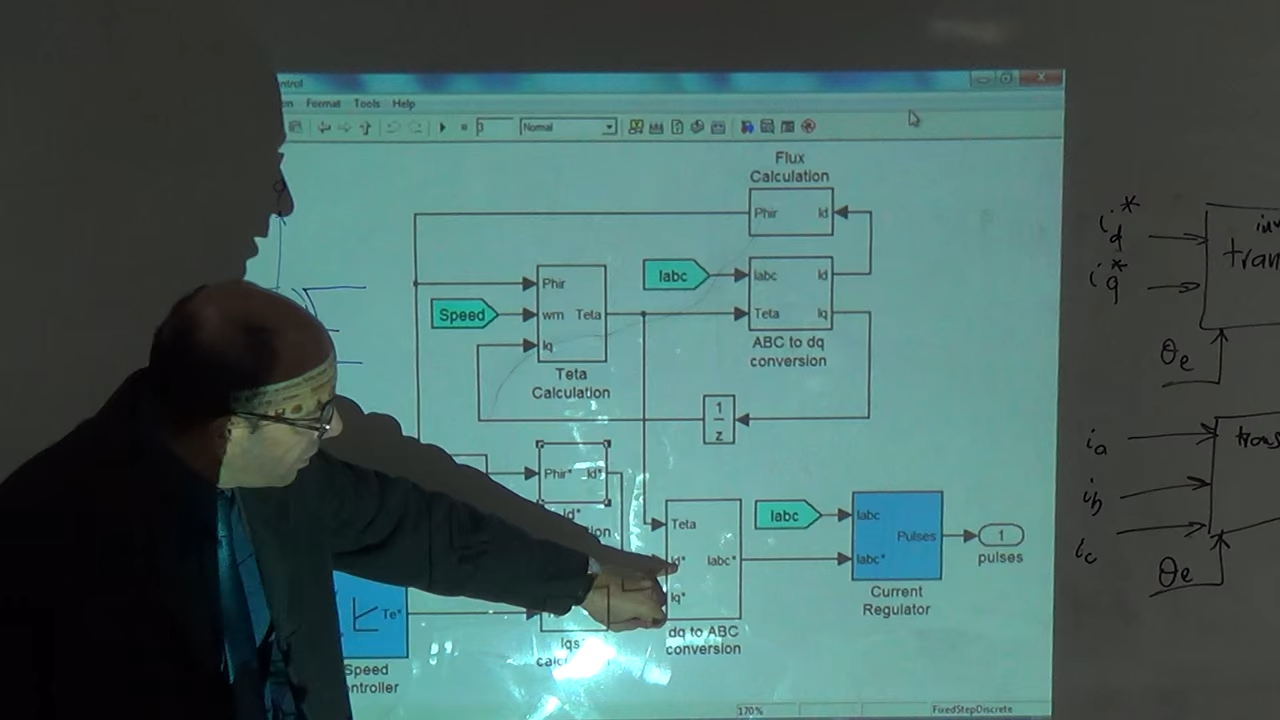 Format Tools Help
Normal
Flux
Calculation
Phir Id
Iabc
Iabc Id
Phir
Speed
wm Teta
Teta Iq
Iq
ABC to dq
conversion
Teta
Calculation
1
z
Phir* Id*
Id*
Teta
Iabc
Iabc
Pulses
1
pulses
Id* Iabc*
Iabc*
Iq*
Current
Regulator
Te*
dq to ABC
conversion
Speed
170%
FixedStepDiscrete
i_d*
i_q*
θe
ia
ib
ic
θe